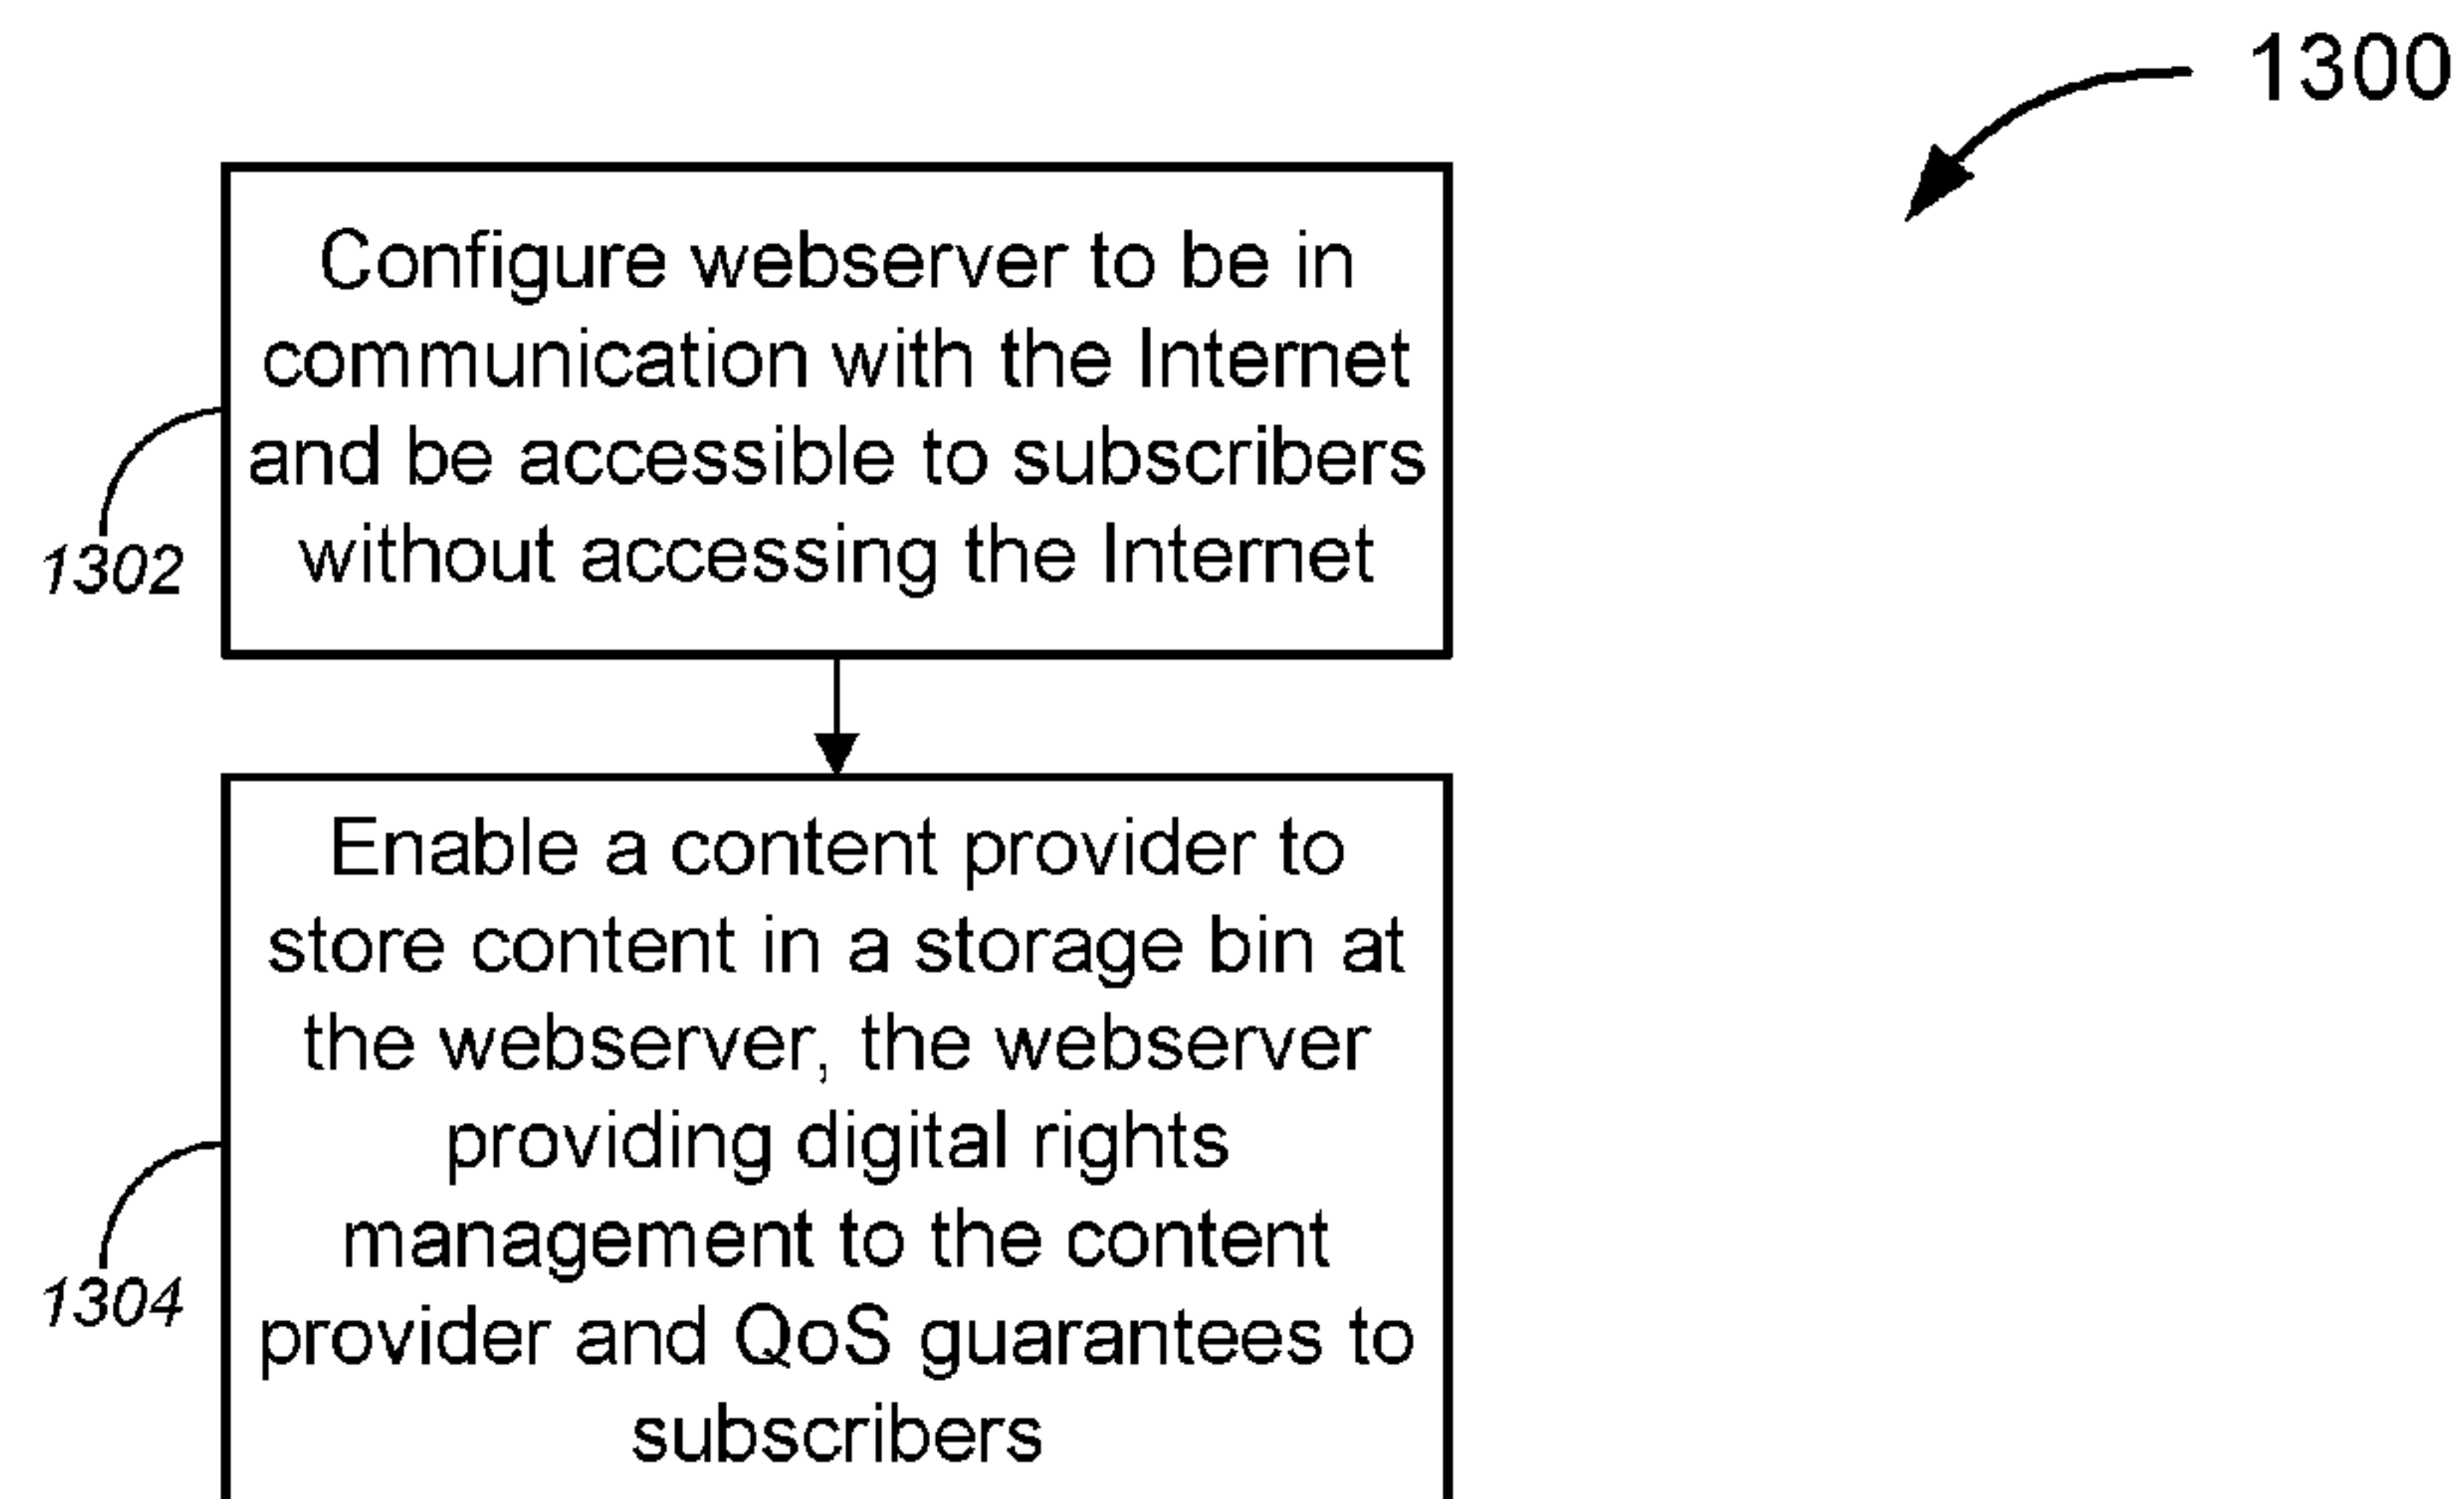 1300
Configure webserver to be in
communication with the Internet
and be accessible to subscribers
without accessing the Internet
1302
Enable a content provider to
store content in a storage bin at
the webserver, the webserver
providing digital rights
management to the content
provider and QoS guarantees to
subscribers
1304